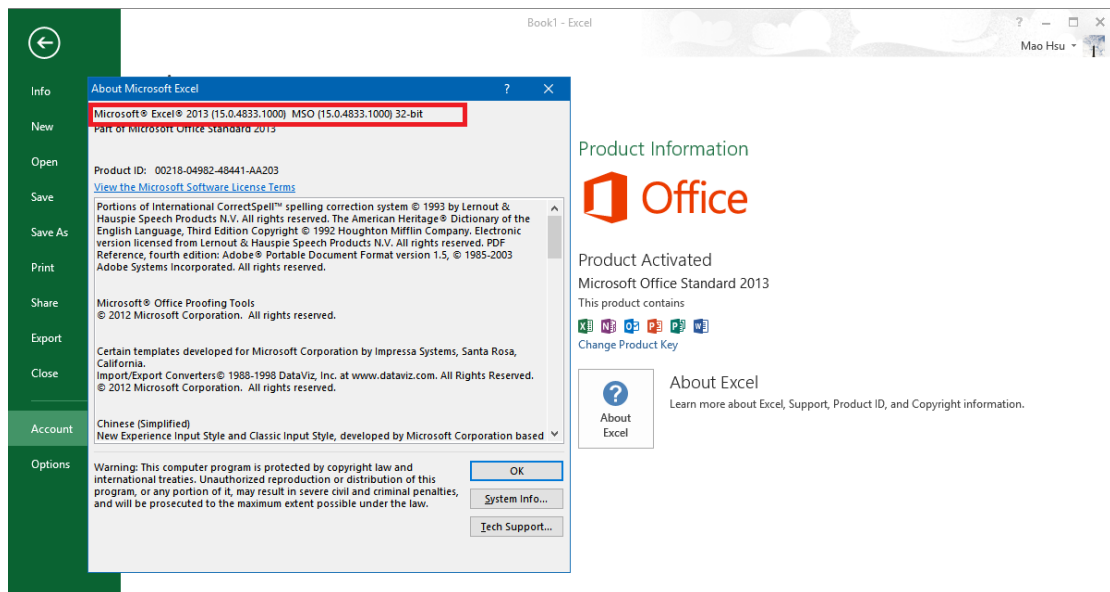 Book1 - Excel
?
Mao Hsu
Info
New
Open
Save
Save As
Print
Share
Export
Close
Account
Options
About Microsoft Excel
?
Microsoft® Excel® 2013 (15.0.4833.1000) MSO (15.0.4833.1000) 32-bit
Part of Microsoft Office Standard 2013
Product ID: 00218-04982-48441-AA203
View the Microsoft Software License Terms
Portions of International CorrectSpell™ spelling correction system © 1993 by Lernout &
Hauspie Speech Products N.V. All rights reserved. The American Heritage® Dictionary of the
English Language, Third Edition Copyright © 1992 Houghton Mifflin Company. Electronic
version licensed from Lernout & Hauspie Speech Products N.V. All rights reserved. PDF
Reference, fourth edition: Adobe® Portable Document Format version 1.5, © 1985-2003
Adobe Systems Incorporated. All rights reserved.
Microsoft® Office Proofing Tools
© 2012 Microsoft Corporation. All rights reserved.
Certain templates developed for Microsoft Corporation by Impressa Systems, Santa Rosa,
California.
Import/Export Converters© 1988-1998 DataViz, Inc. at www.dataviz.com. All Rights Reserved.
© 2012 Microsoft Corporation. All rights reserved.
Chinese (Simplified)
New Experience Input Style and Classic Input Style, developed by Microsoft Corporation based
Warning: This computer program is protected by copyright law and
international treaties. Unauthorized reproduction or distribution of this
program, or any portion of it, may result in severe civil and criminal penalties,
and will be prosecuted to the maximum extent possible under the law.
OK
System Info...
Tech Support...
Product Information
Office
Product Activated
Microsoft Office Standard 2013
This product contains
Change Product Key
About
Excel
About Excel
Learn more about Excel, Support, Product ID, and Copyright information.